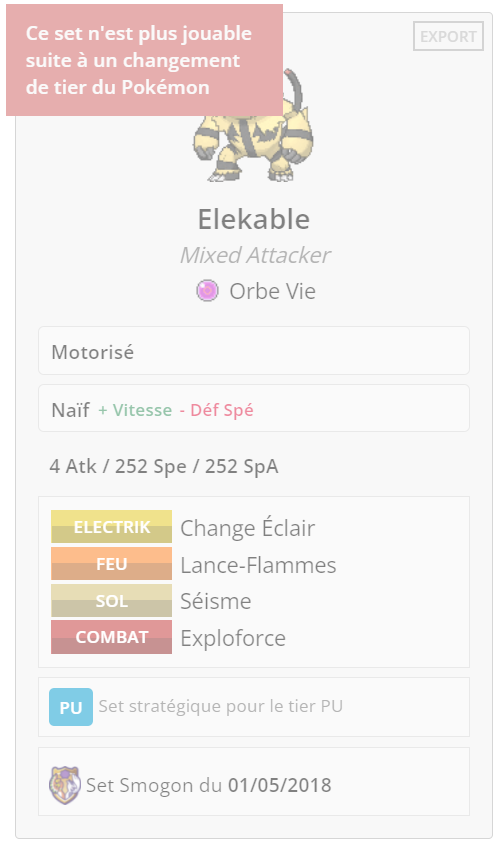 Ce set n'est plus jouable
suite à un changement
de tier du Pokémon
EXPORT
Elekable
Mixed Attacker
Orbe Vie
Motorisé
Naïf + Vitesse - Déf Spé
4 Atk / 252 Spe / 252 SpA
ELECTRIK Change Éclair
FEU Lance-Flammes
SOL Séisme
COMBAT Exploforce
PU Set stratégique pour le tier PU
Set Smogon du 01/05/2018